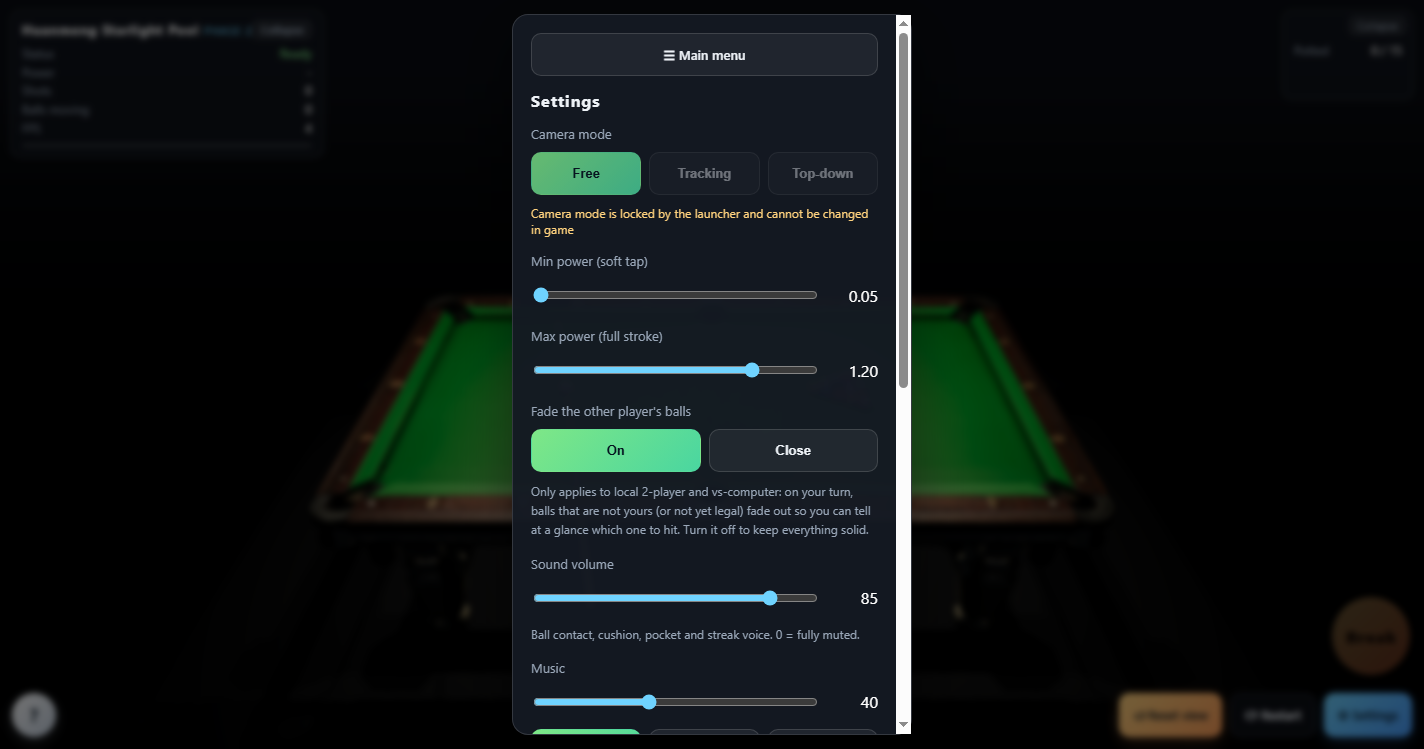 ☰ Main menu
Settings
Camera mode
Free
Tracking
Top-down
Camera mode is locked by the launcher and cannot be changed
in game
Min power (soft tap)
0.05
Max power (full stroke)
1.20
Fade the other player's balls
On
Close
Only applies to local 2-player and vs-computer: on your turn,
balls that are not yours (or not yet legal) fade out so you can tell
at a glance which one to hit. Turn it off to keep everything solid.
Sound volume
85
Ball contact, cushion, pocket and streak voice. 0 = fully muted.
Music
40
Break
Restart
Settings